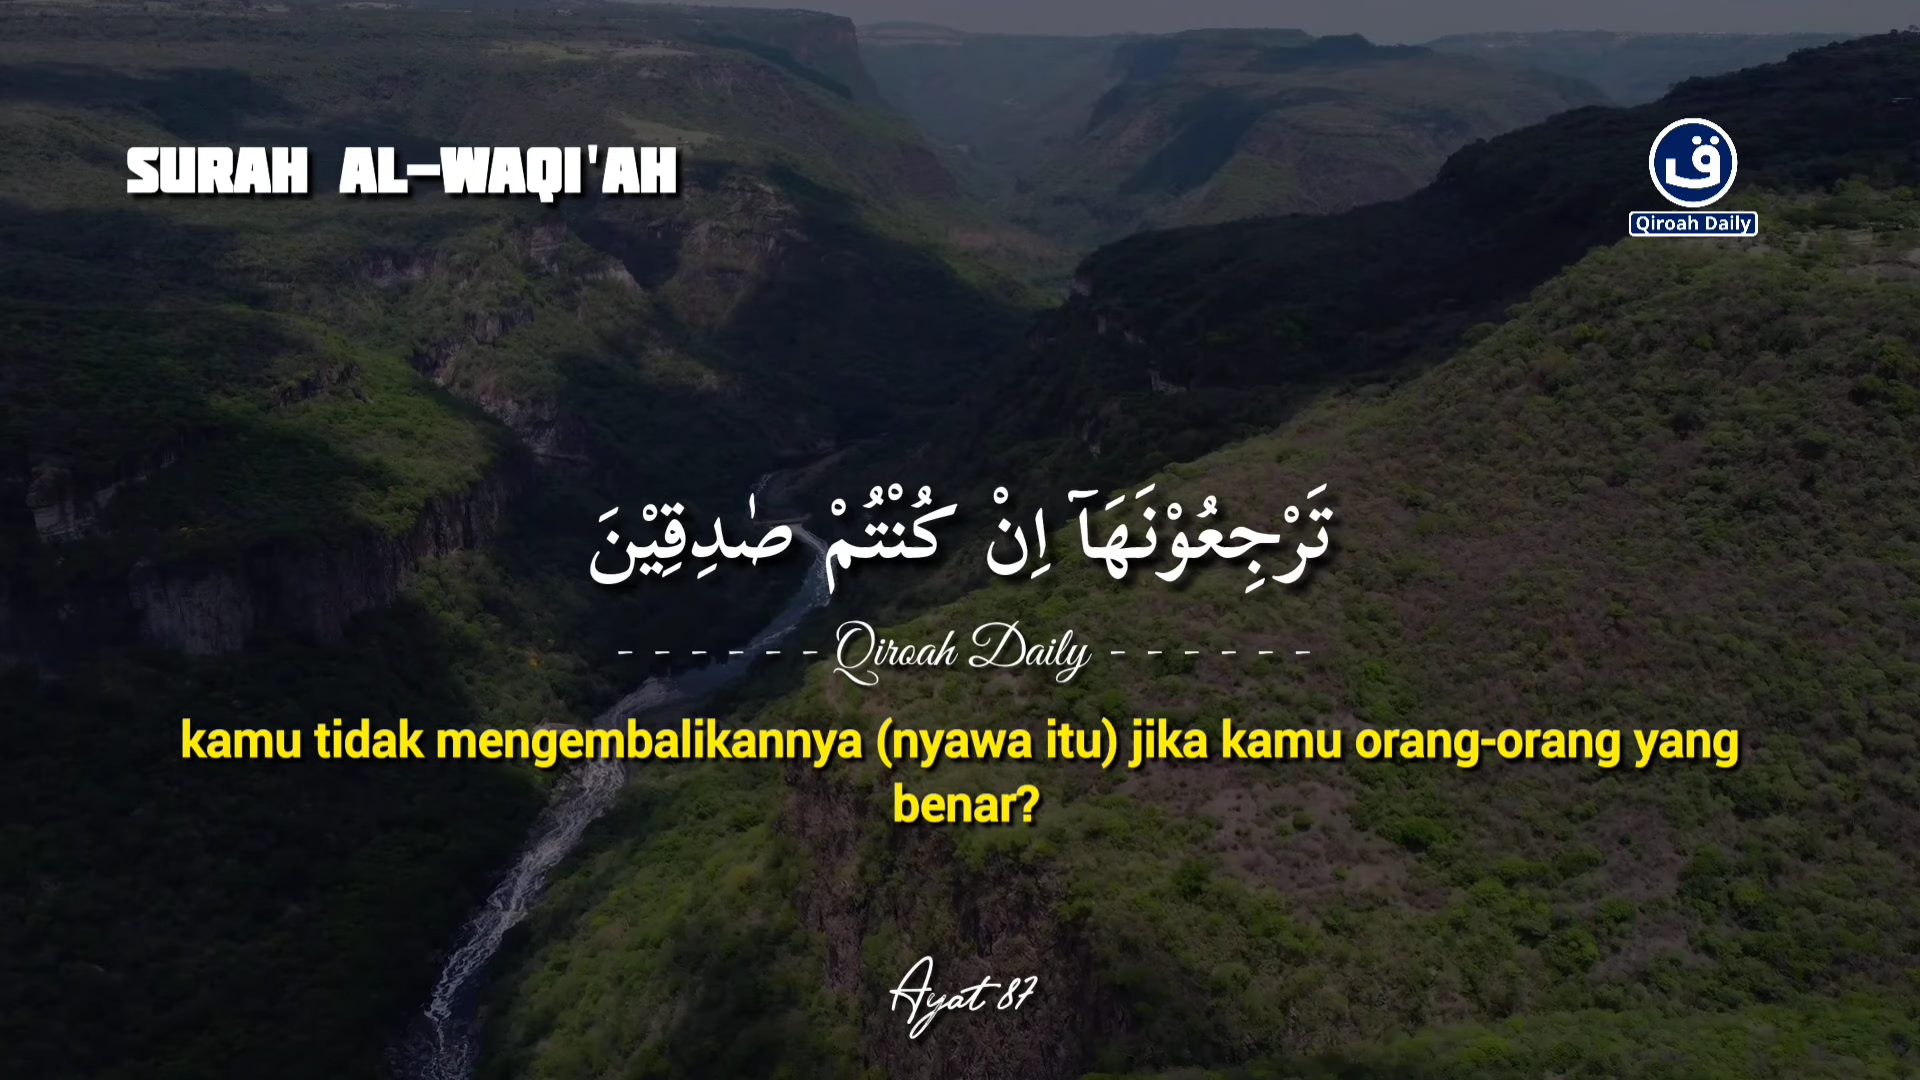 SURAH AL-WAQI'AH
ق
Qiroah Daily
تَرْجِعُوْنَهَآ اِنْ كُنْتُمْ صٰدِقِيْنَ
- - - - - - Qiroah Daily - - - - - -
kamu tidak mengembalikannya (nyawa itu) jika kamu orang-orang yang
benar?
Ayat 87